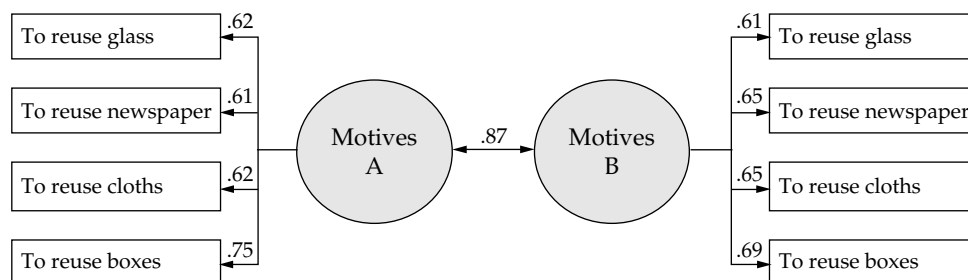 .62
To reuse glass
.61
To reuse newspaper
.62
To reuse cloths
.75
To reuse boxes
Motives
A
.87
Motives
B
.61
To reuse glass
.65
To reuse newspaper
.65
To reuse cloths
.69
To reuse boxes